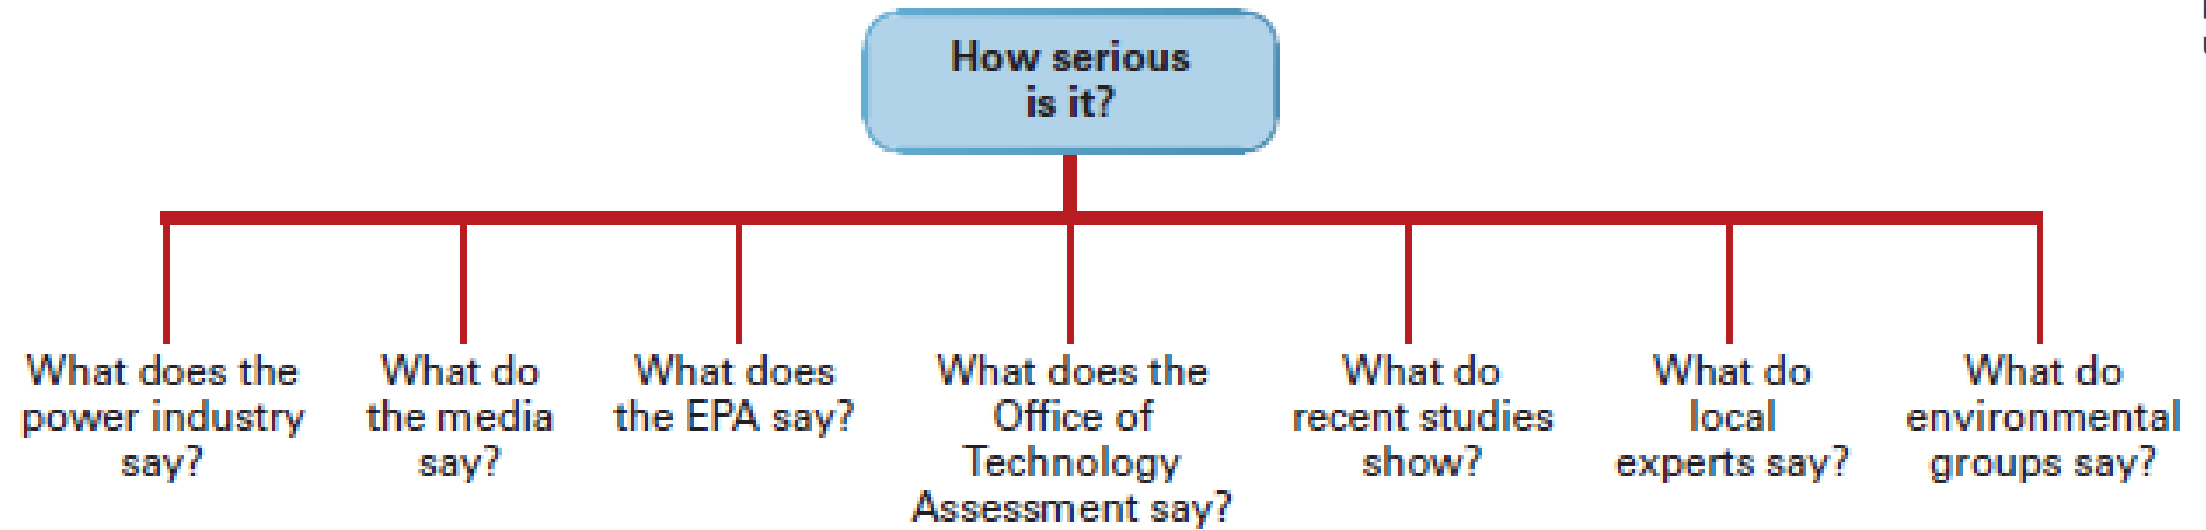 How serious
is it?
What does the
power industry
say?
What do
the media
say?
What does
the EPA say?
What does the
Office of
Technology
Assessment say?
What do
recent studies
show?
What do
local
experts say?
What do
environmental
groups say?